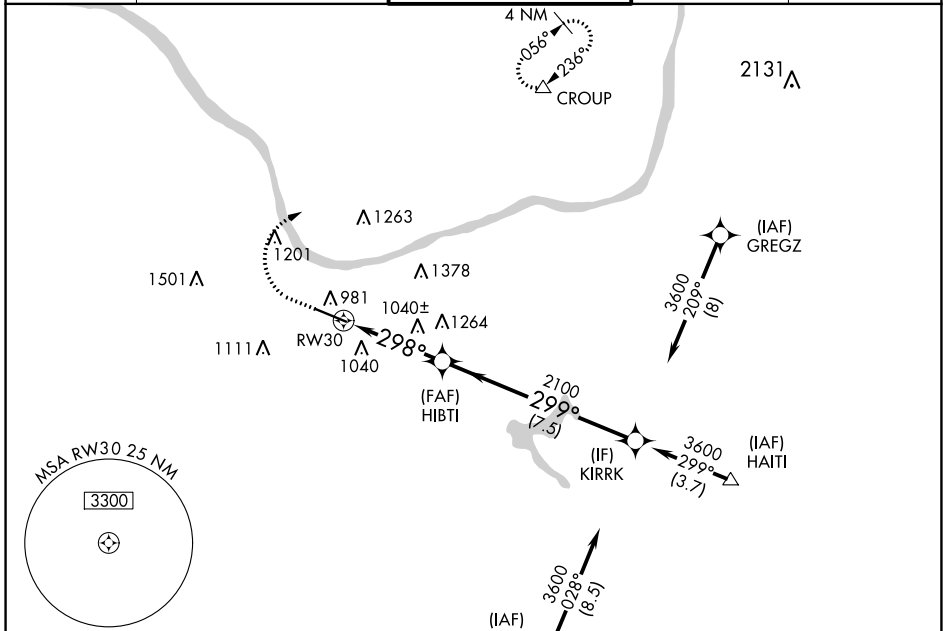 4 NM
056°
236°
CROUP
2131
1263
1201
(IAF)
GREGZ
1501
1378
3600
209°
(8)
981
1040±
1264
RW30
298°
1111
1040
(FAF)
HIBTI
2100
299°
(7.5)
(IF)
KIRRK
3600
299°
(3.7)
(IAF)
HAITI
MSA RW30 25 NM
3300
3600
028°
(8.5)
(IAF)